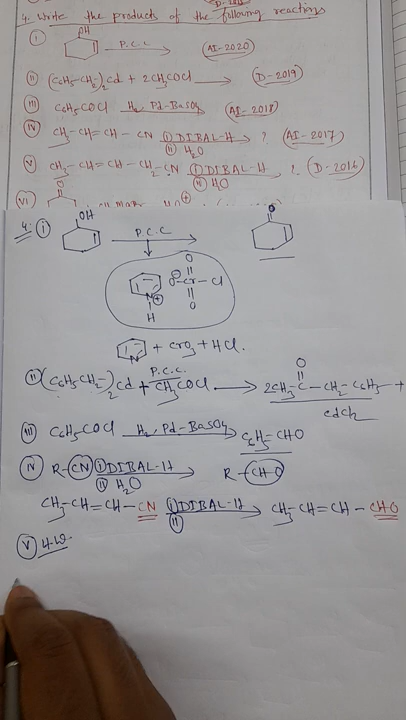 4. Write the products of the following reactions
(i) OH P.C.C (AI-2020)
(ii) (C6H5-CH2)2Cd + 2CH3COCl → (D-2019)
(iii) C6H5COCl H2, Pd-BaSO4 (AI-2018)
(iv) CH3-CH=CH-CN (i) DIBAL-H ? (AI-2017)
(ii) H2O
(v) CH3-CH=CH-CH2-CN (i) DIBAL-H ? (D-2016)
(ii) H2O
(vi) O
4. (i) OH P.C.C. O
O
O-Cr-Cl
N
H
O
N + CrO3 + HCl.
P.C.C. O
(ii) (C6H5CH2-)2Cd + CH3COCl → 2CH3-C-CH2-C6H5 +
CdCl2
(iii) C6H5COCl H2, Pd-BaSO4 C6H5-CHO
(iv) R-CN (i) DIBAL-H R-CHO
(ii) H2O
CH3-CH=CH-CN (i) DIBAL-H CH3-CH=CH-CHO
(ii)
(v) H.W.